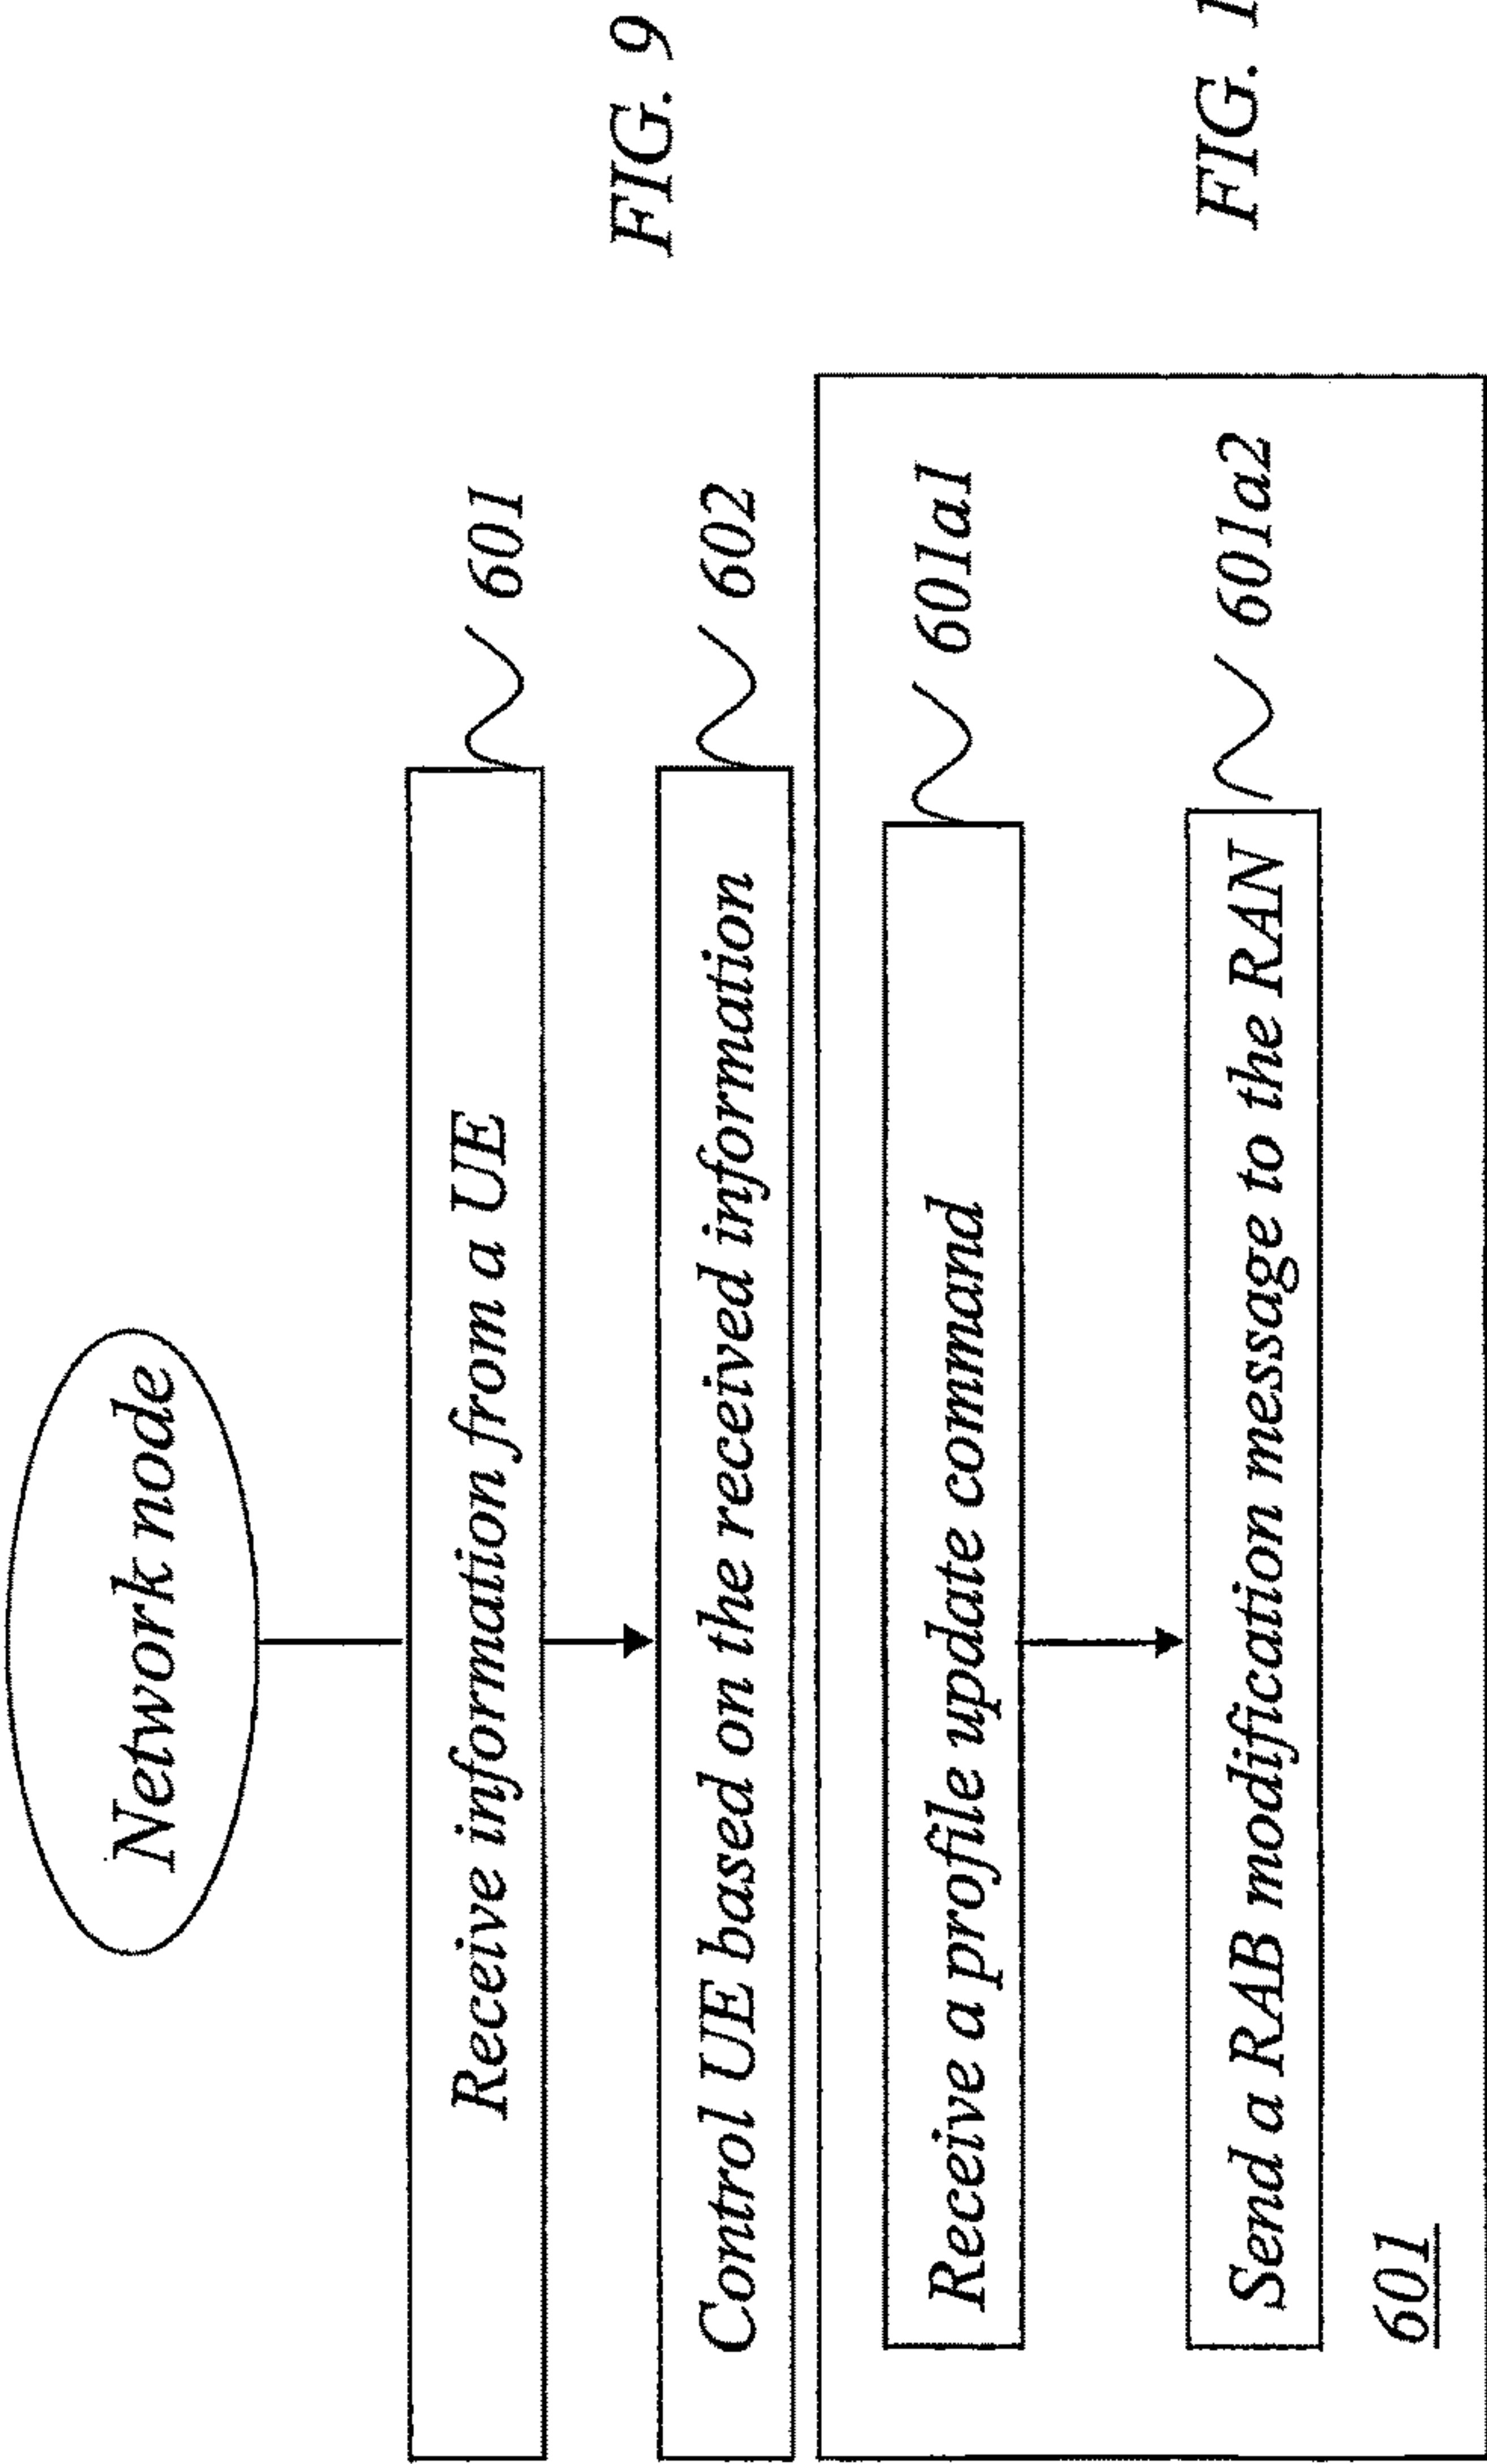 Network node
Receive information from a UE
601
Control UE based on the received information
602
FIG. 9
Receive a profile update command
601a1
Send a RAB modification message to the RAN
601a2
601
FIG.